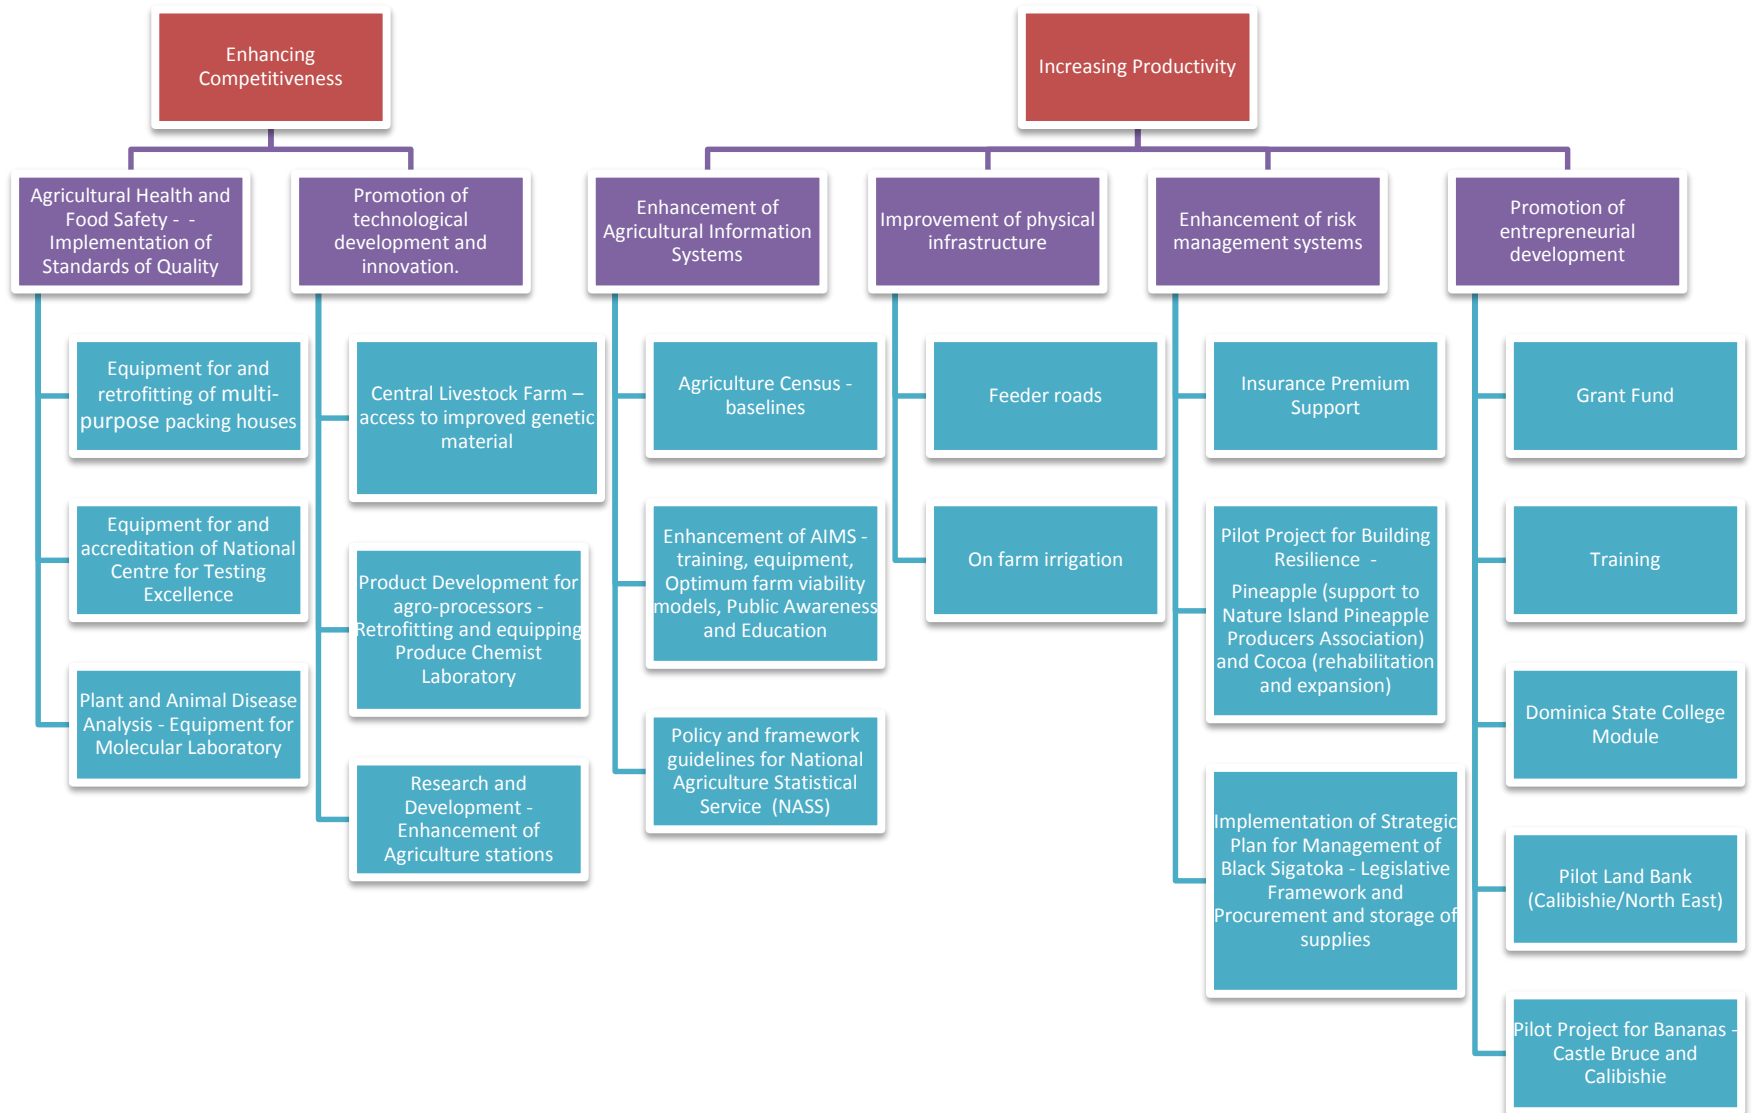 Enhancing
Competitiveness
Increasing Productivity
Agricultural Health and
Food Safety -  -
Implementation of
Standards of Quality
Promotion of
technological
development and
innovation.
Enhancement of
Agricultural Information
Systems
Improvement of physical
infrastructure
Enhancement of risk
management systems
Promotion of
entrepreneurial
development
Equipment for and
retrofitting of multi-
purpose packing houses
Equipment for and
accreditation of National
Centre for Testing
Excellence
Plant and Animal Disease
Analysis - Equipment for
Molecular Laboratory
Central Livestock Farm –
access to improved genetic
material
Product Development for
agro-processors -
Retrofitting and equipping
Produce Chemist
Laboratory
Research and
Development -
Enhancement of
Agriculture stations
Agriculture Census -
baselines
Enhancement of AIMS -
training, equipment,
Optimum farm viability
models, Public Awareness
and Education
Policy and framework
guidelines for National
Agriculture Statistical
Service  (NASS)
Feeder roads
On farm irrigation
Insurance Premium
Support
Pilot Project for Building
Resilience  -
Pineapple (support to
Nature Island Pineapple
Producers Association)
and Cocoa (rehabilitation
and expansion)
Implementation of Strategic
Plan for Management of
Black Sigatoka - Legislative
Framework and
Procurement and storage of
supplies
Grant Fund
Training
Dominica State College
Module
Pilot Land Bank
(Calibishie/North East)
Pilot Project for Bananas -
Castle Bruce and
Calibishie